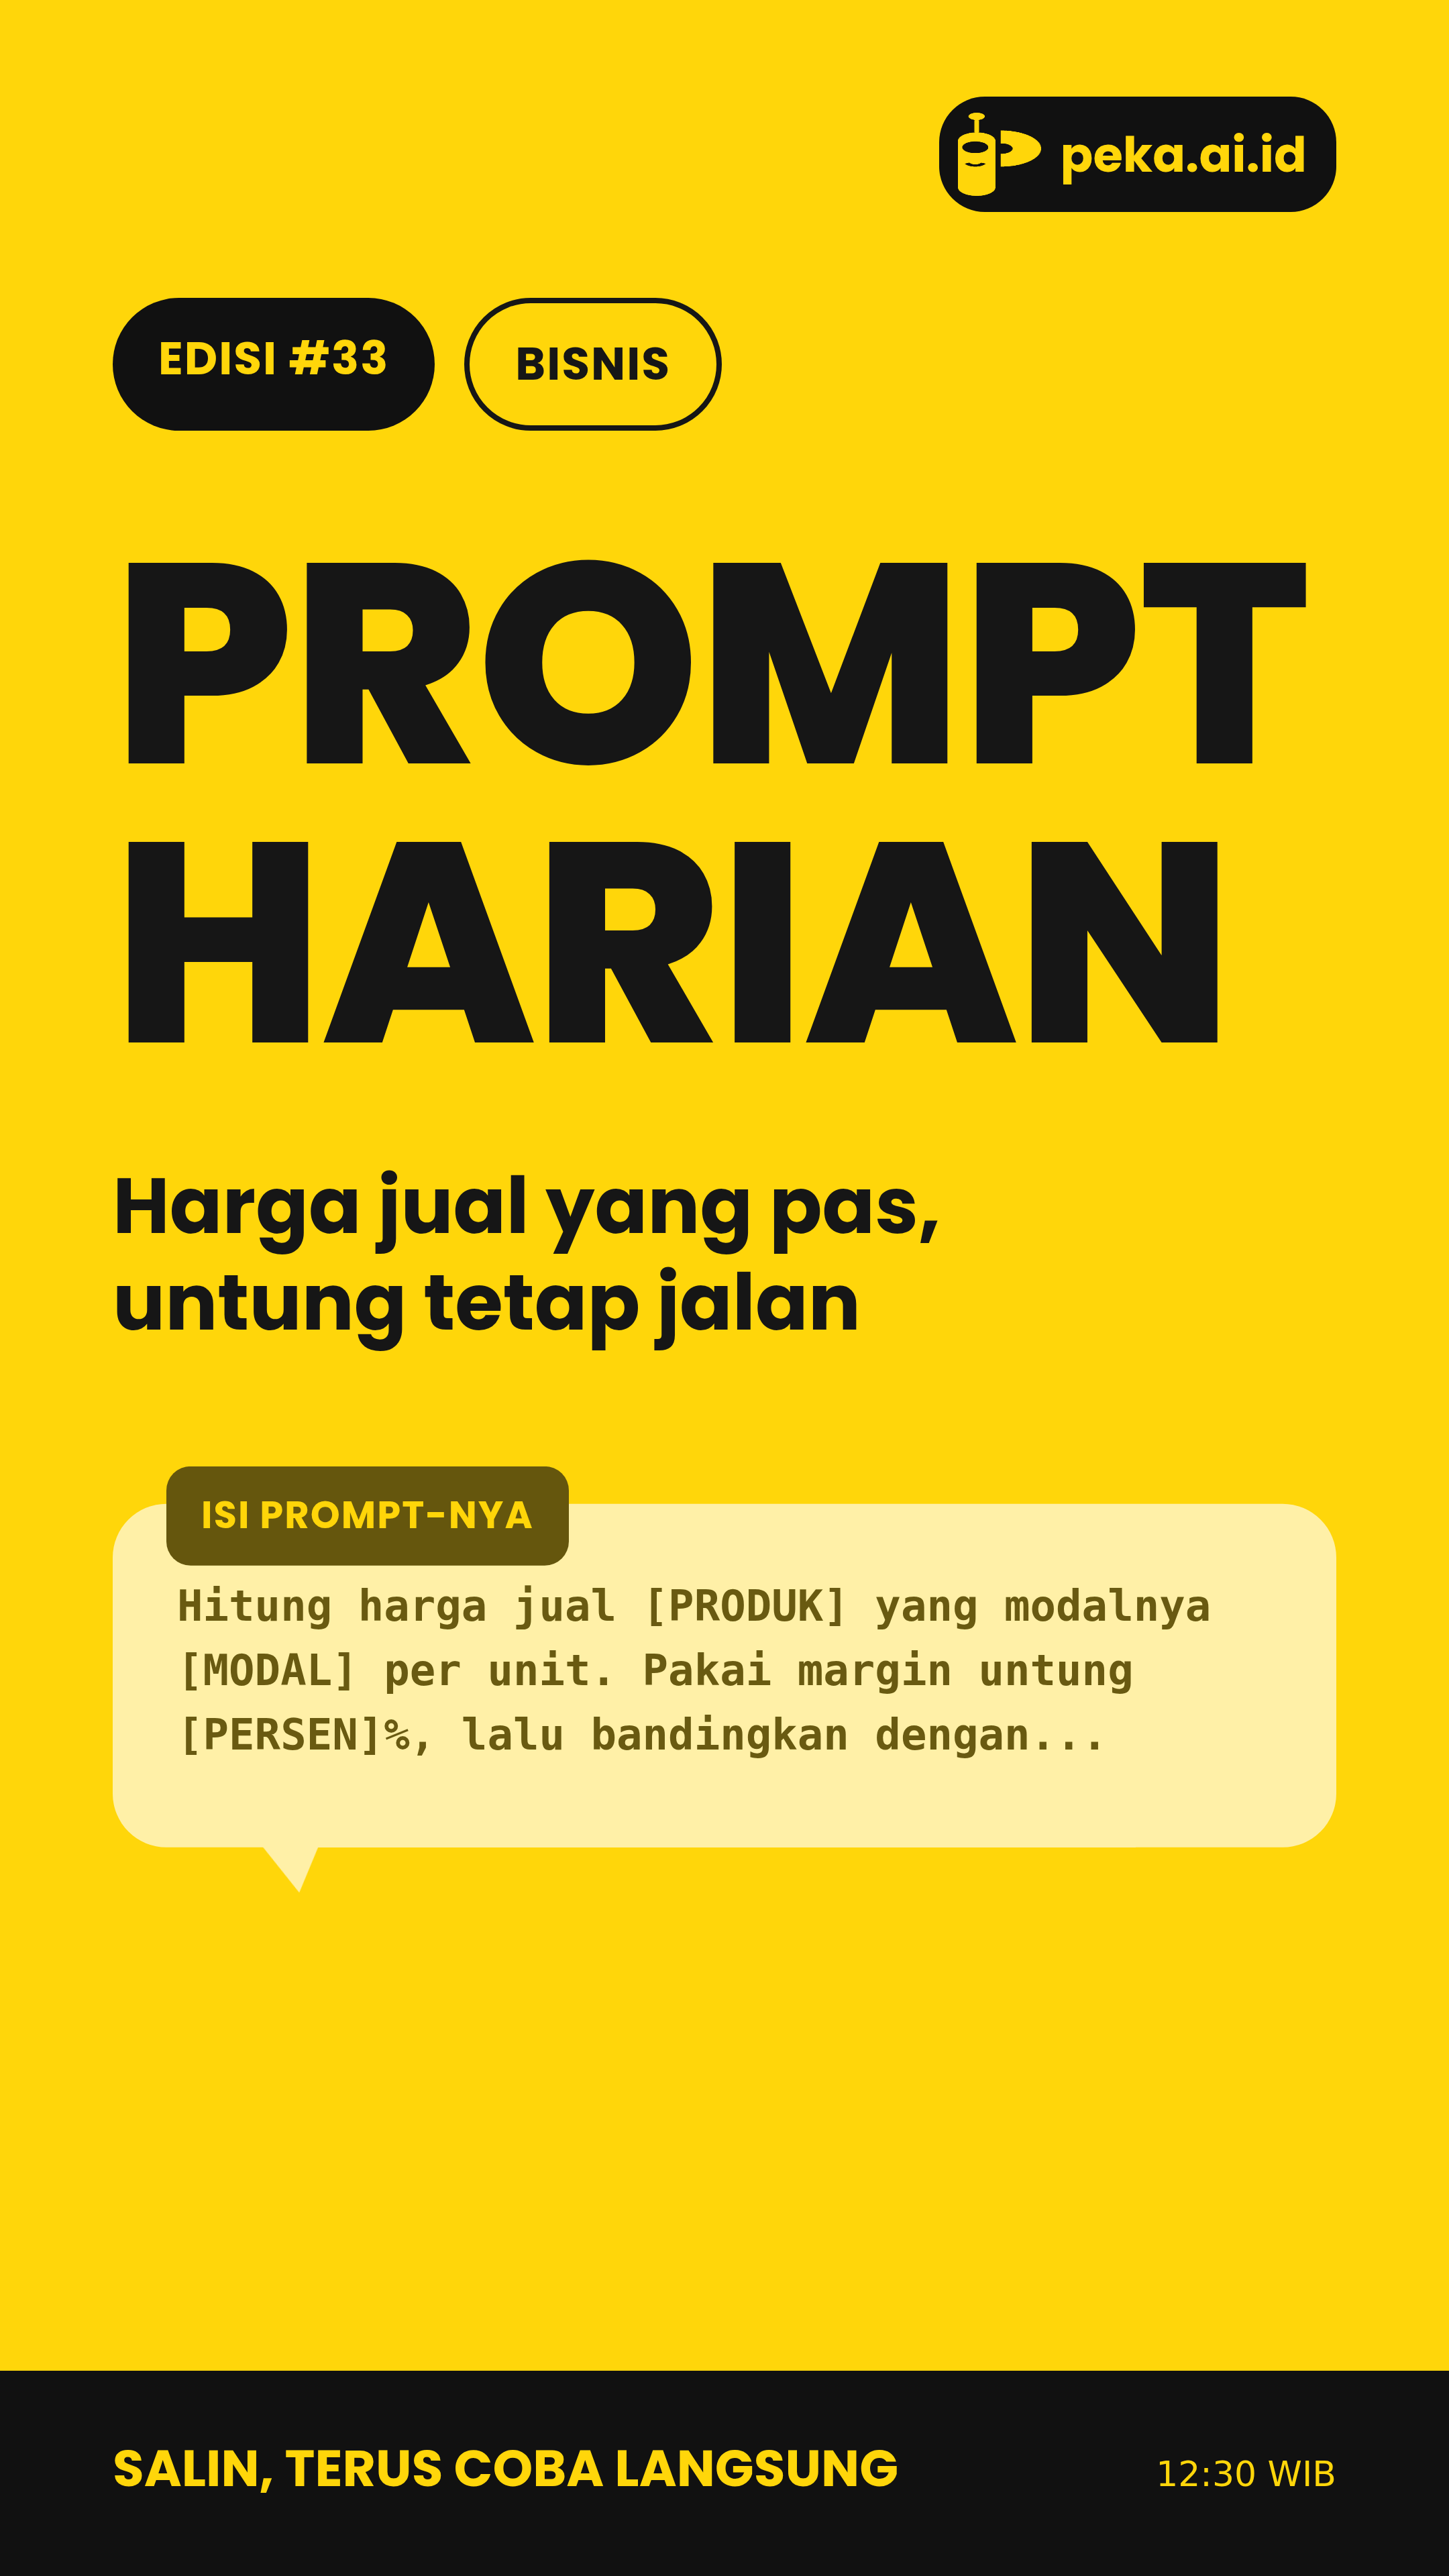 peka.ai.id
EDISI #33
BISNIS
PROMPT
HARIAN
Harga jual yang pas,
untung tetap jalan
ISI PROMPT-NYA
Hitung harga jual [PRODUK] yang modalnya
[MODAL] per unit. Pakai margin untung
[PERSEN]%, lalu bandingkan dengan...
SALIN, TERUS COBA LANGSUNG
12:30 WIB